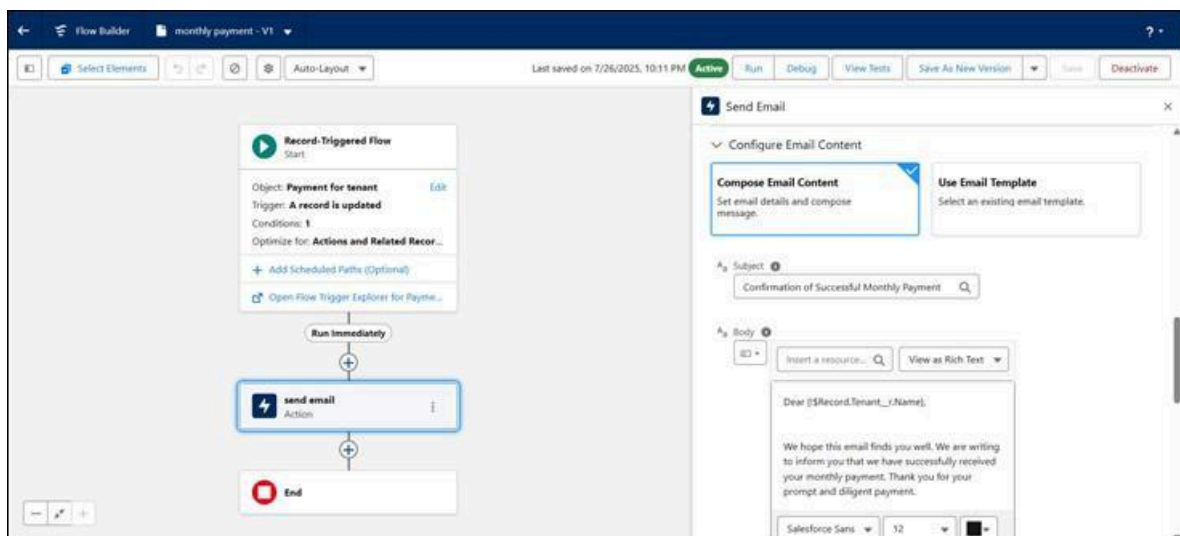 Flow Builder
monthly payment - V1
?
Select Elements
Auto-Layout
Last saved on 7/26/2025, 10:11 PM
Active
Run
Debug
View Tests
Save As New Version
Save
Deactivate
Record-Triggered Flow
Start
Object: Payment for tenant
Edit
Trigger: A record is updated
Conditions: 1
Optimize for: Actions and Related Recor...
+ Add Scheduled Paths (Optional)
Open Flow Trigger Explorer for Payme...
Run Immediately
send email
Action
End
Send Email
Configure Email Content
Compose Email Content
Set email details and compose
message.
Use Email Template
Select an existing email template.
Aa Subject
Confirmation of Successful Monthly Payment
Aa Body
Insert a resource...
View as Rich Text
Dear {!$Record.Tenant__r.Name},
We hope this email finds you well. We are writing
to inform you that we have successfully received
your monthly payment. Thank you for your
prompt and diligent payment.
Salesforce Sans
12